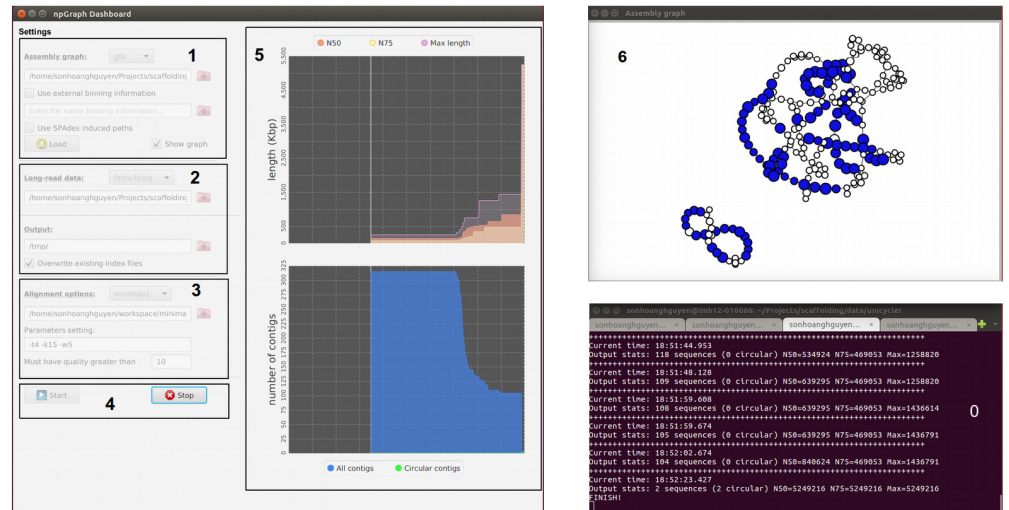 npGraph Dashboard
Settings
1
Assembly graph: gfa
/home/sonhoanghguyen/Projects/scaffolding
Use external binning information
Enter file name binning information...
Use SPAdes induced paths
Load Show graph
2
Long-read data: fasta/fastq
/home/sonhoanghguyen/Projects/scaffolding
Output:
/tmp/
Overwrite existing index files
3
Alignment options: minimap2
/home/sonhoanghguyen/workspace/minima
Parameters setting:
-t4 -k15 -w5
Must have quality greater than 10
Start 4 Stop
5
N50 N75 Max length
length (Kbp)
5,500
4,500
3,500
2,500
1,500
500
0
number of contigs
325
300
275
250
225
200
175
150
125
100
75
50
25
0
All contigs Circular contigs
Assembly graph
6
sonhoanghguyen@imb12-010666: ~/Projects/scaffolding/data/unicycler
sonhoanghguyen... × sonhoanghguyen... × sonhoanghguyen... × sonhoanghguyen... ×
Current time: 18:51:44.953
Output stats: 118 sequences (0 circular) N50=534924 N75=469053 Max=1258820
Current time: 18:51:48.128
Output stats: 109 sequences (0 circular) N50=639295 N75=469053 Max=1258820
Current time: 18:51:59.608
Output stats: 108 sequences (0 circular) N50=639295 N75=469053 Max=1436614
0
Current time: 18:51:59.674
Output stats: 105 sequences (0 circular) N50=639295 N75=469053 Max=1436791
Current time: 18:52:02.674
Output stats: 104 sequences (0 circular) N50=840624 N75=469053 Max=1436791
Current time: 18:52:23.427
Output stats: 2 sequences (2 circular) N50=5249216 N75=5249216 Max=5249216
FINISH!